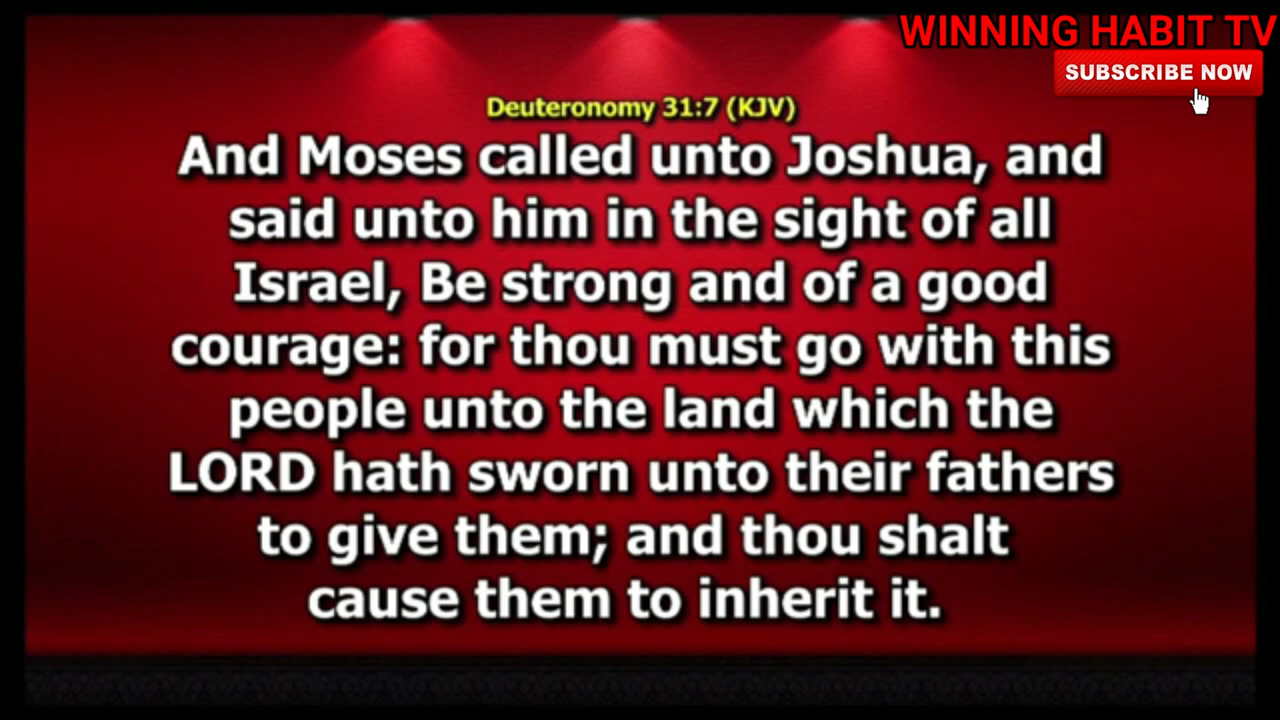 WINNING HABIT TV
SUBSCRIBE NOW
Deuteronomy 31:7 (KJV)
And Moses called unto Joshua, and
said unto him in the sight of all
Israel, Be strong and of a good
courage: for thou must go with this
people unto the land which the
LORD hath sworn unto their fathers
to give them; and thou shalt
cause them to inherit it.